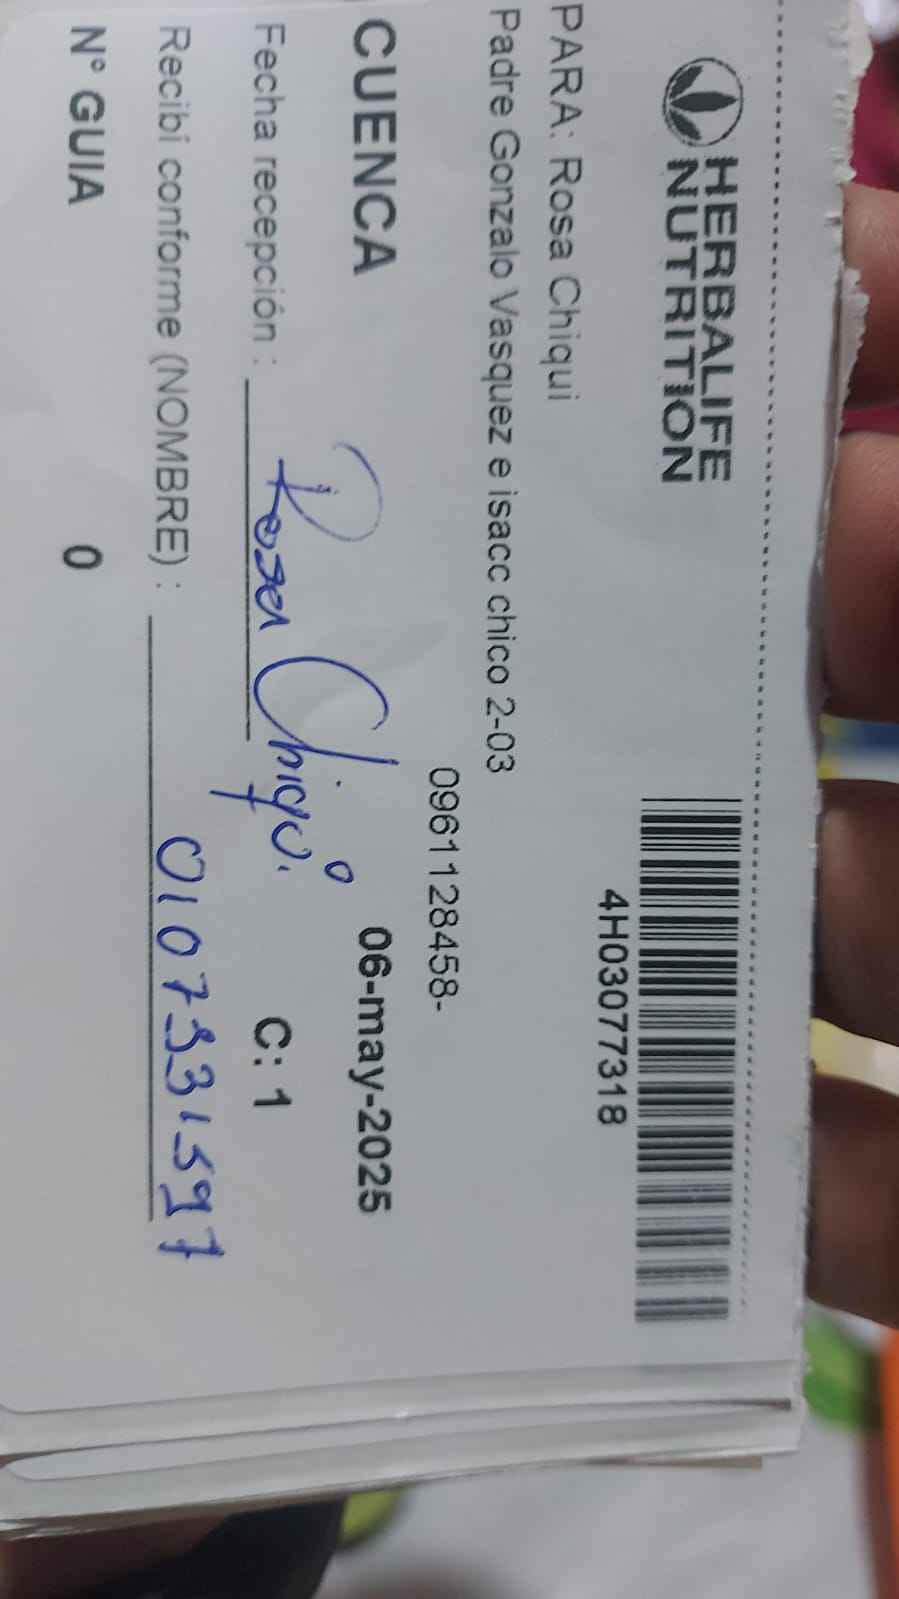 HERBALIFE
NUTRITION
4H03077318
PARA: Rosa Chiqui
Padre Gonzalo Vasquez e isacc chico 2-03
0961128458-
CUENCA
06-may-2025
Fecha recepción :
Rosa Chiqui
C: 1
Recibi conforme (NOMBRE) :
0107331597
N° GUIA 0